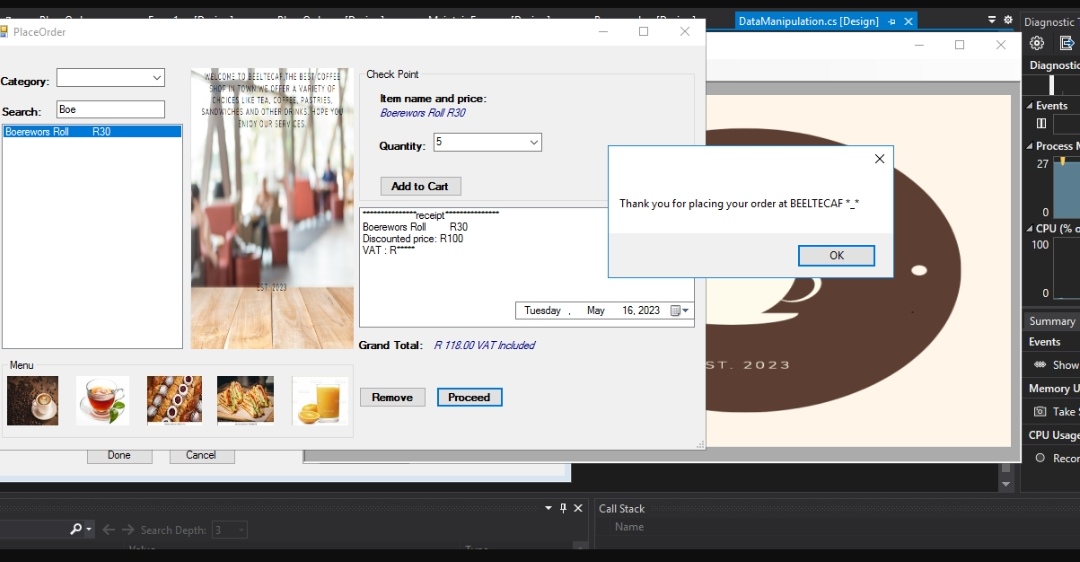 DataManipulation.cs [Design]
Diagnostic
PlaceOrder
Category:
Search:
Boe
Boerewors Roll R30
WELCOME TO BEELTECAF,THE BEST COFFEE
SHOP IN TOWN.WE OFFER A VARIETY OF
CHOICES LIKE TEA, COFFEE, PASTRIES,
SANDWICHES AND OTHER DRINKS. HOPE YOU
ENJOY OUR SERVICES
EST. 2023
Check Point
Item name and price:
Boerewors Roll R30
Quantity:
5
Add to Cart
***************receipt***************
Boerewors Roll R30
Discounted price: R100
VAT : R*****
Tuesday , May 16, 2023
Grand Total: R 118.00 VAT Included
Remove
Proceed
Menu
Done
Cancel
Thank you for placing your order at BEELTECAF *_*
OK
ST. 2023
Diagnostic
Events
Process M
27
0
CPU (% o
100
0
Summary
Events
Show
Memory U
Take S
CPU Usage
Recor
Search Depth: 3
Value
Type
Call Stack
Name